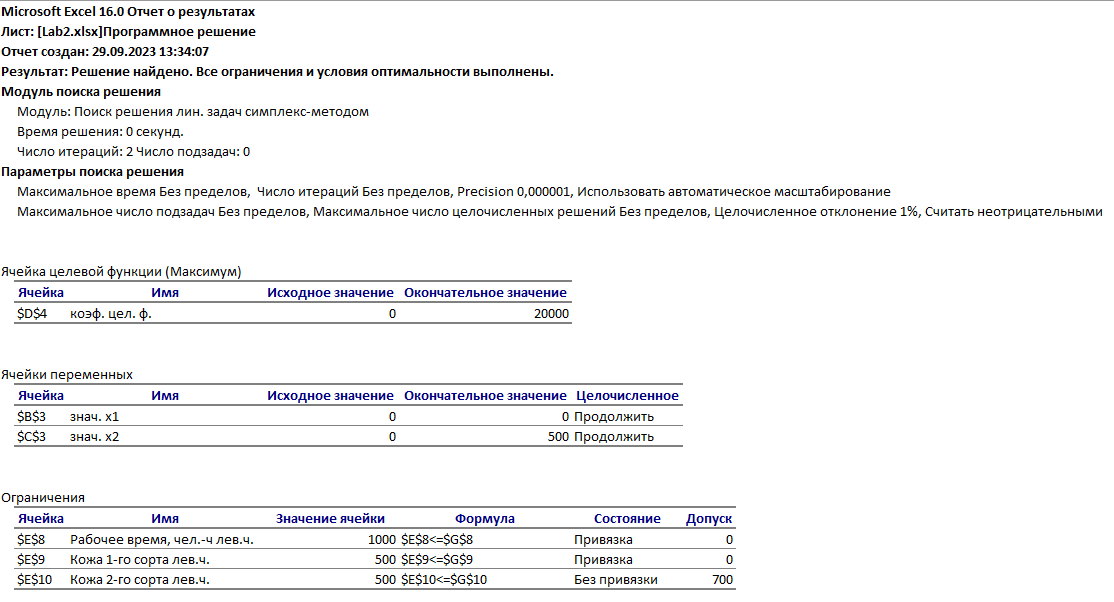 Microsoft Excel 16.0 Отчет о результатах
Лист: [Lab2.xlsx]Программное решение
Отчет создан: 29.09.2023 13:34:07
Результат: Решение найдено. Все ограничения и условия оптимальности выполнены.
Модуль поиска решения
Модуль: Поиск решения лин. задач симплекс-методом
Время решения: 0 секунд.
Число итераций: 2 Число подзадач: 0
Параметры поиска решения
Максимальное время Без пределов, Число итераций Без пределов, Precision 0,000001, Использовать автоматическое масштабирование
Максимальное число подзадач Без пределов, Максимальное число целочисленных решений Без пределов, Целочисленное отклонение 1%, Считать неотрицательными
Ячейка целевой функции (Максимум)
Ячейка Имя Исходное значение Окончательное значение
$D$4 коэф. цел. ф. 0 20000
Ячейки переменных
Ячейка Имя Исходное значение Окончательное значение Целочисленное
$B$3 знач. x1 0 0 Продолжить
$C$3 знач. x2 0 500 Продолжить
Ограничения
Ячейка Имя Значение ячейки Формула Состояние Допуск
$E$8 Рабочее время, чел.-ч лев.ч. 1000 $E$8<=$G$8 Привязка 0
$E$9 Кожа 1-го сорта лев.ч. 500 $E$9<=$G$9 Привязка 0
$E$10 Кожа 2-го сорта лев.ч. 500 $E$10<=$G$10 Без привязки 700